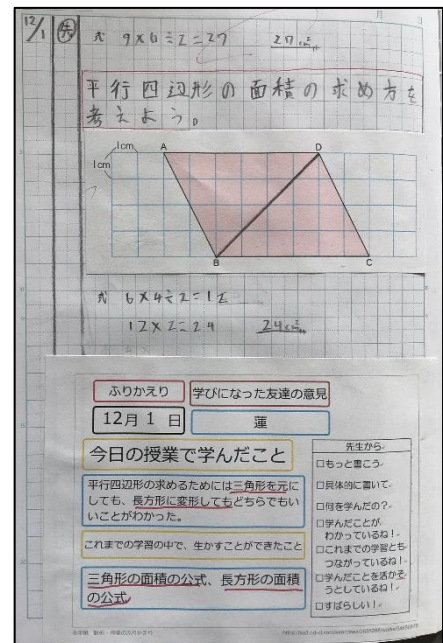 12/1 先 式 9×6÷2=27 27cm²
平行四辺形の面積の求め方を
考えよう。
1cm A D
1cm
B C
式 6×4÷2=12
12×2=24 24cm²
ふりかえり 学びになった友達の意見
12月 1 日 蓮
今日の授業で学んだこと
平行四辺形の求めるためには三角形を元に
しても、長方形に変形してもどちらでもい
いことがわかった。
これまでの学習の中で、生かすことができたこと
三角形の面積の公式、長方形の面積
の公式
先生から
□もっと書こう。
□具体的に書いて。
□何を学んだの？
□学んだことが
わかっているね！
□これまでの学習とも
つながっているね！
□学んだことを活かそ
うとしているね！
□すばらしい！